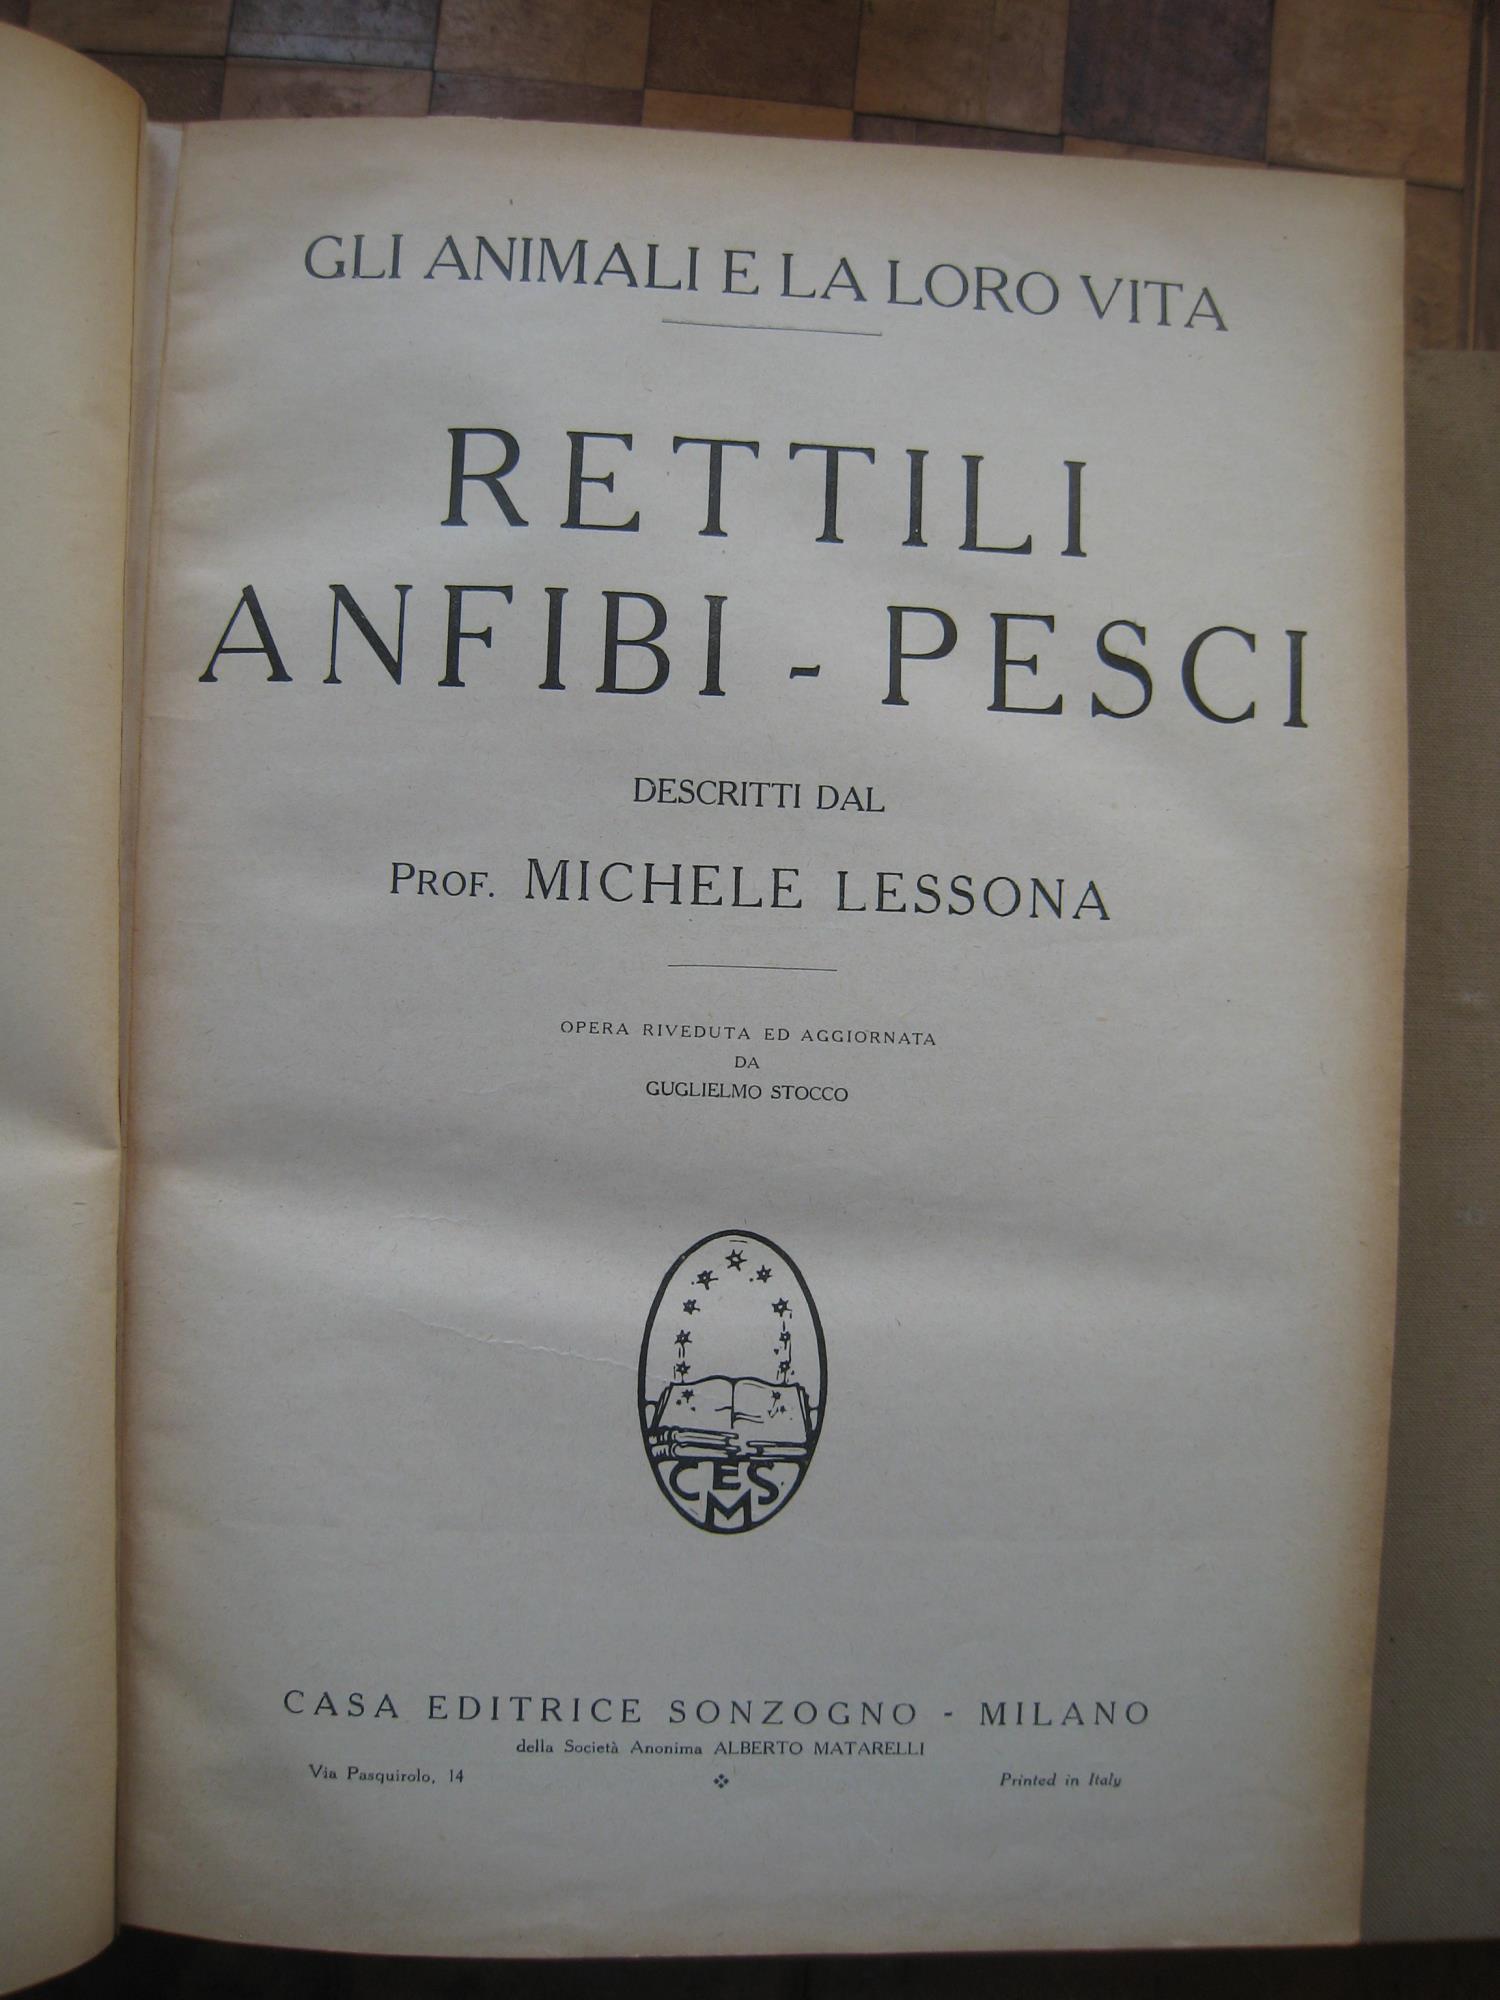 GLI ANIMALI E LA LORO VITA
RETTILI
ANFIBI - PESCI
DESCRITTI DAL
PROF. MICHELE LESSONA
OPERA RIVEDUTA ED AGGIORNATA
DA
GUGLIELMO STOCCO
CES
M
CASA EDITRICE SONZOGNO - MILANO
della Società Anonima ALBERTO MATARELLI
Via Pasquirolo, 14
Printed in Italy